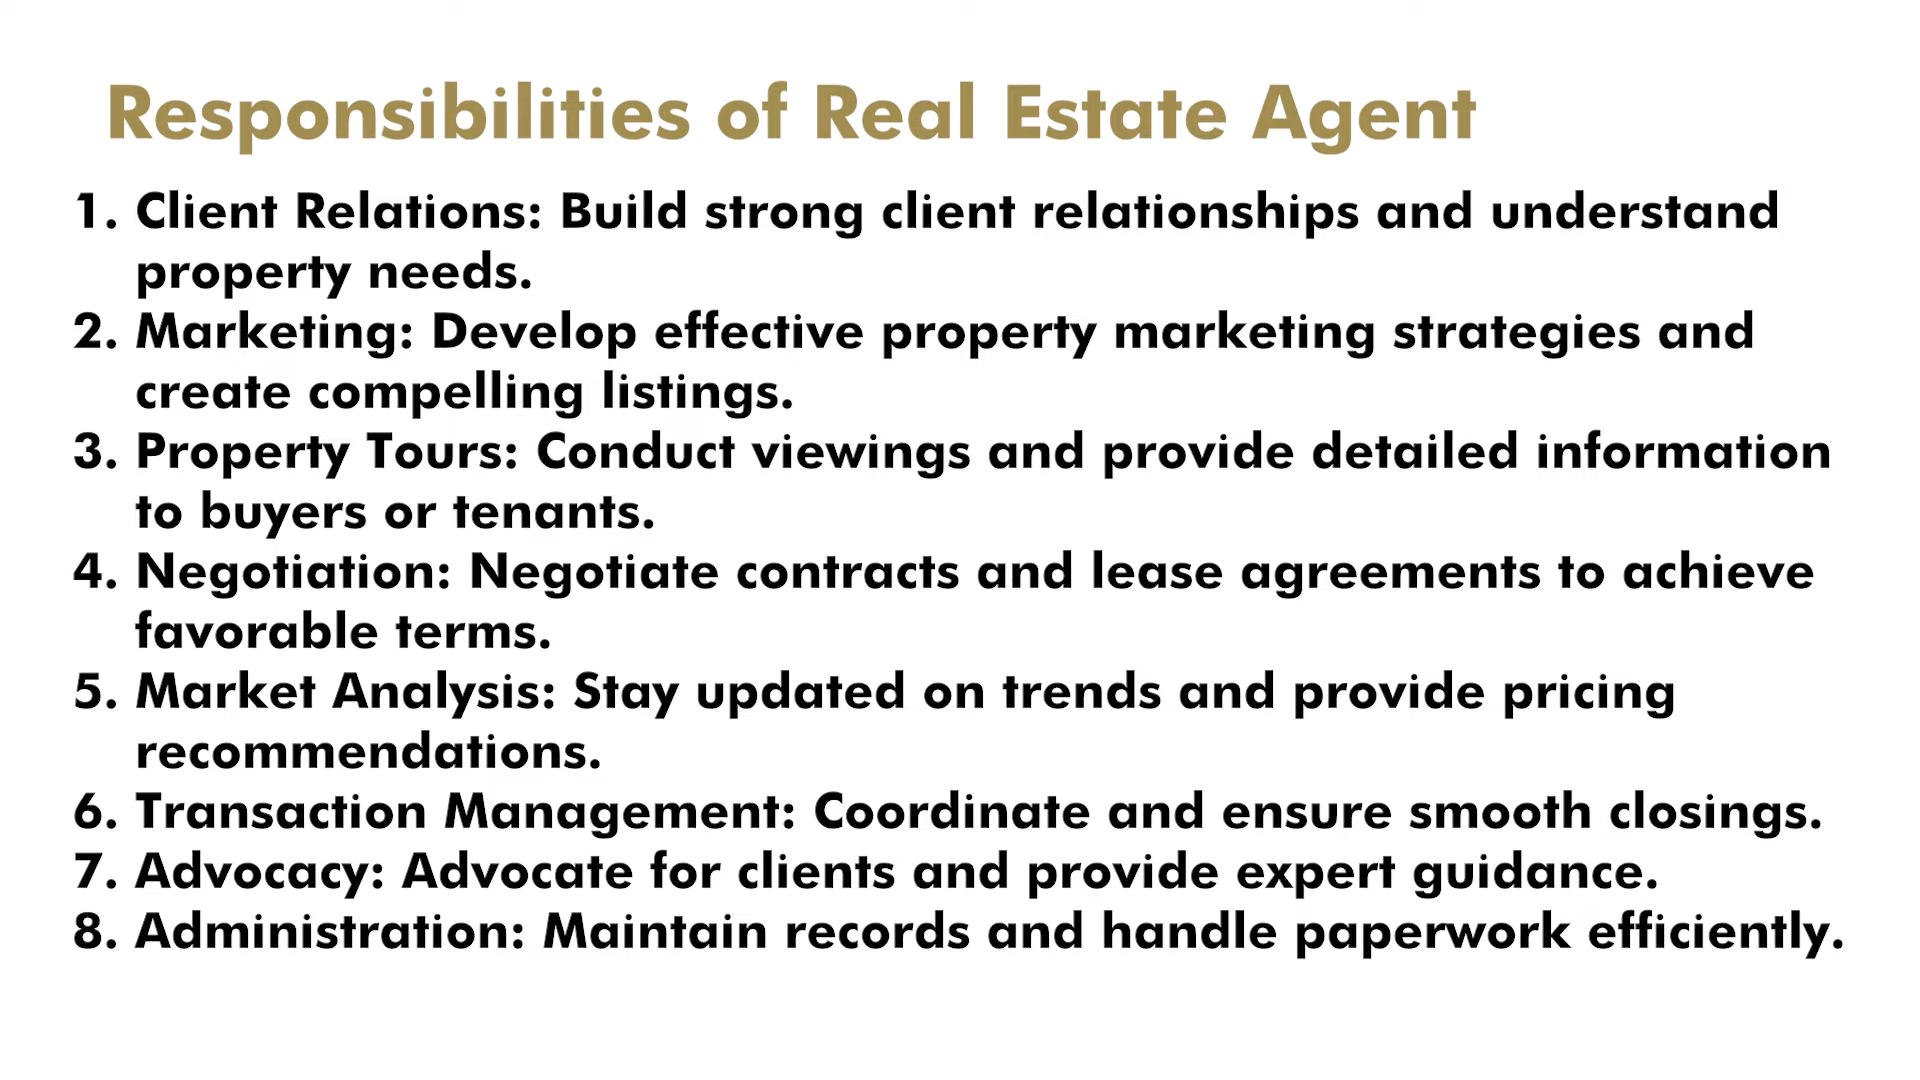 Responsibilities of Real Estate Agent
1. Client Relations: Build strong client relationships and understand
property needs.
2. Marketing: Develop effective property marketing strategies and
create compelling listings.
3. Property Tours: Conduct viewings and provide detailed information
to buyers or tenants.
4. Negotiation: Negotiate contracts and lease agreements to achieve
favorable terms.
5. Market Analysis: Stay updated on trends and provide pricing
recommendations.
6. Transaction Management: Coordinate and ensure smooth closings.
7. Advocacy: Advocate for clients and provide expert guidance.
8. Administration: Maintain records and handle paperwork efficiently.